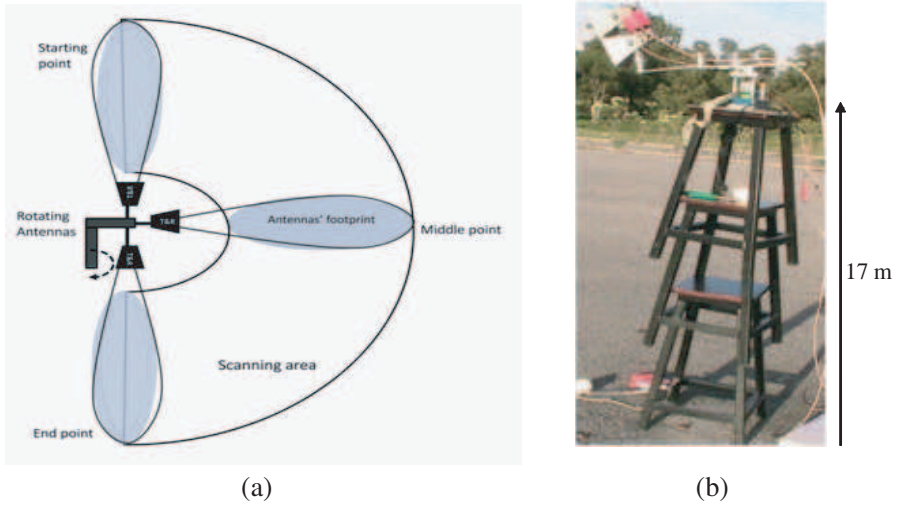 Starting
point
T&R
Rotating
Antennas
T&R
Antennas' footprint
Middle point
T&R
Scanning area
End point
17 m
(a)
(b)